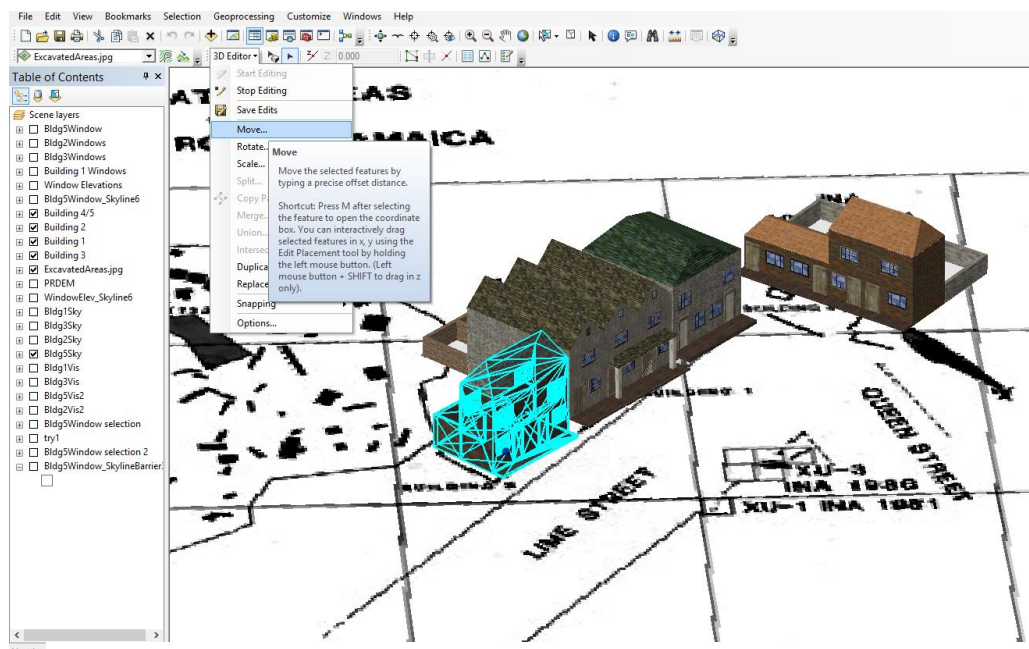 File Edit View Bookmarks Selection Geoprocessing Customize Windows Help
ExcavatedAreas.jpg
3D Editor
Z: 0.000
Table of Contents
Scene layers
Bldg5Window
Bldg2Windows
Bldg3Windows
Building 1 Windows
Window Elevations
Bldg5Window_Skyline6
Building 4/5
Building 2
Building 1
Building 3
ExcavatedAreas.jpg
PRDEM
WindowElev_Skyline6
Bldg1Sky
Bldg3Sky
Bldg2Sky
Bldg5Sky
Bldg1Vis
Bldg3Vis
Bldg5Vis2
Bldg2Vis2
Bldg5Window selection
try1
Bldg5Window selection 2
Bldg5Window_SkylineBarrier
Start Editing
Stop Editing
Save Edits
Move...
Rotate...
Scale...
Split...
Copy P
Merge...
Union...
Intersec
Duplica
Replace
Snapping
Options...
Move
Move the selected features by
typing a precise offset distance.
Shortcut: Press M after selecting
the feature to open the coordinate
box. You can interactively drag
selected features in x, y using the
Edit Placement tool by holding
the left mouse button. (Left
mouse button + SHIFT to drag in z
only).
EAS
AMAICA
INA
BUILDING 1
LIME STREET
QUEEN STREET
XU-3
INA 1986
XU-1 INA 1981